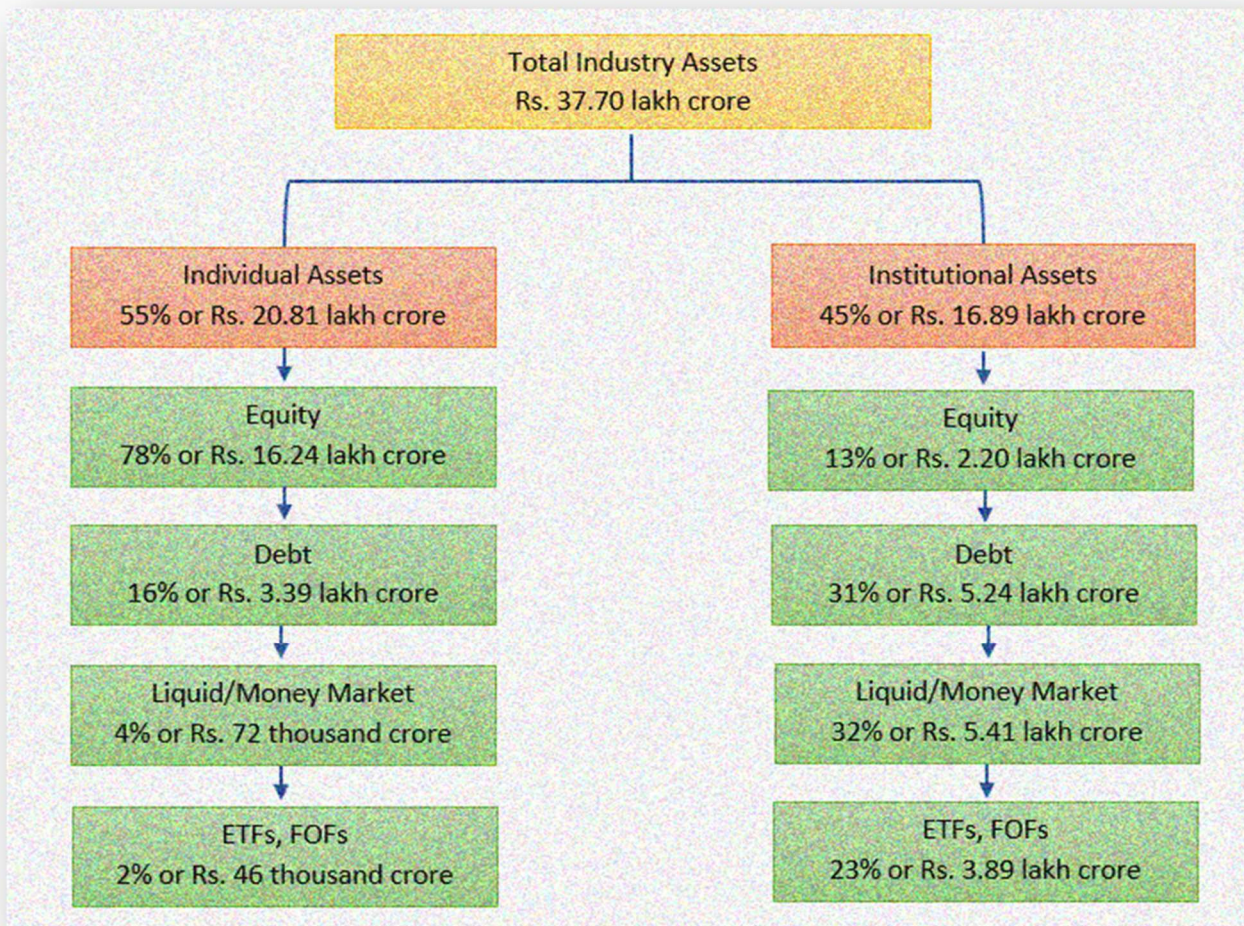 Total Industry Assets
Rs. 37.70 lakh crore
Individual Assets
55% or Rs. 20.81 lakh crore
Equity
78% or Rs. 16.24 lakh crore
Debt
16% or Rs. 3.39 lakh crore
Liquid/Money Market
4% or Rs. 72 thousand crore
ETFs, FOFs
2% or Rs. 46 thousand crore
Institutional Assets
45% or Rs. 16.89 lakh crore
Equity
13% or Rs. 2.20 lakh crore
Debt
31% or Rs. 5.24 lakh crore
Liquid/Money Market
32% or Rs. 5.41 lakh crore
ETFs, FOFs
23% or Rs. 3.89 lakh crore